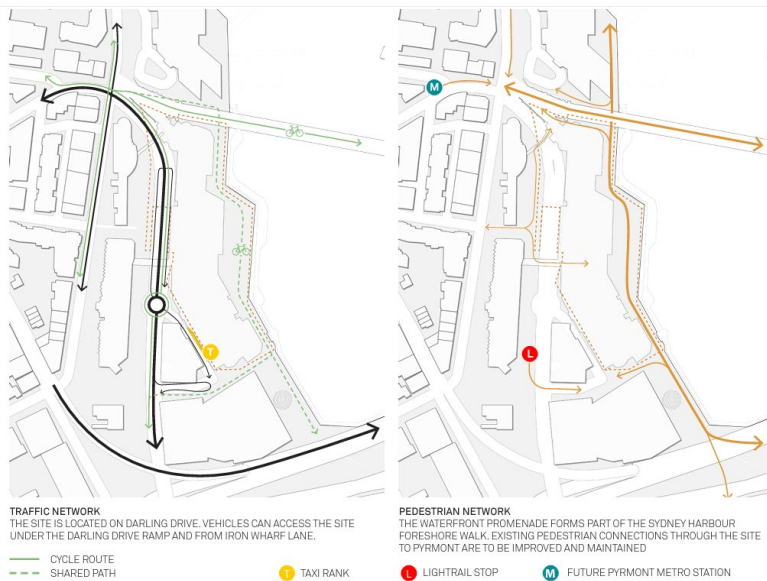 T
M
L
TRAFFIC NETWORK
THE SITE IS LOCATED ON DARLING DRIVE. VEHICLES CAN ACCESS THE SITE
UNDER THE DARLING DRIVE RAMP AND FROM IRON WHARF LANE.
CYCLE ROUTE
SHARED PATH
T TAXI RANK
PEDESTRIAN NETWORK
THE WATERFRONT PROMENADE FORMS PART OF THE SYDNEY HARBOUR
FORESHORE WALK. EXISTING PEDESTRIAN CONNECTIONS THROUGH THE SITE
TO PYRMONT ARE TO BE IMPROVED AND MAINTAINED
L LIGHTRAIL STOP
M FUTURE PYRMONT METRO STATION